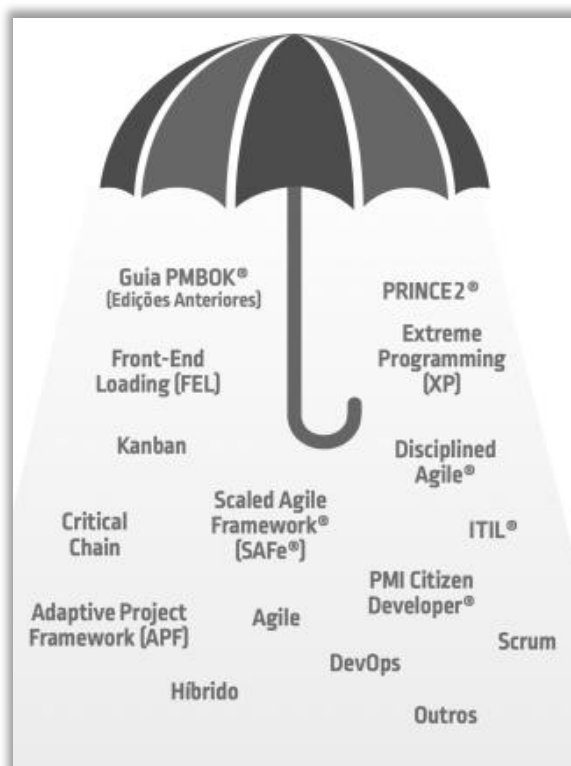 Guia PMBOK®
(Edições Anteriores)
PRINCE2®
Front-End
Loading (FEL)
Extreme
Programming
(XP)
Kanban
Disciplined
Agile®
Critical
Chain
Scaled Agile
Framework®
(SAFe®)
ITIL®
PMI Citizen
Developer®
Adaptive Project
Framework (APF)
Agile
Scrum
DevOps
Híbrido
Outros